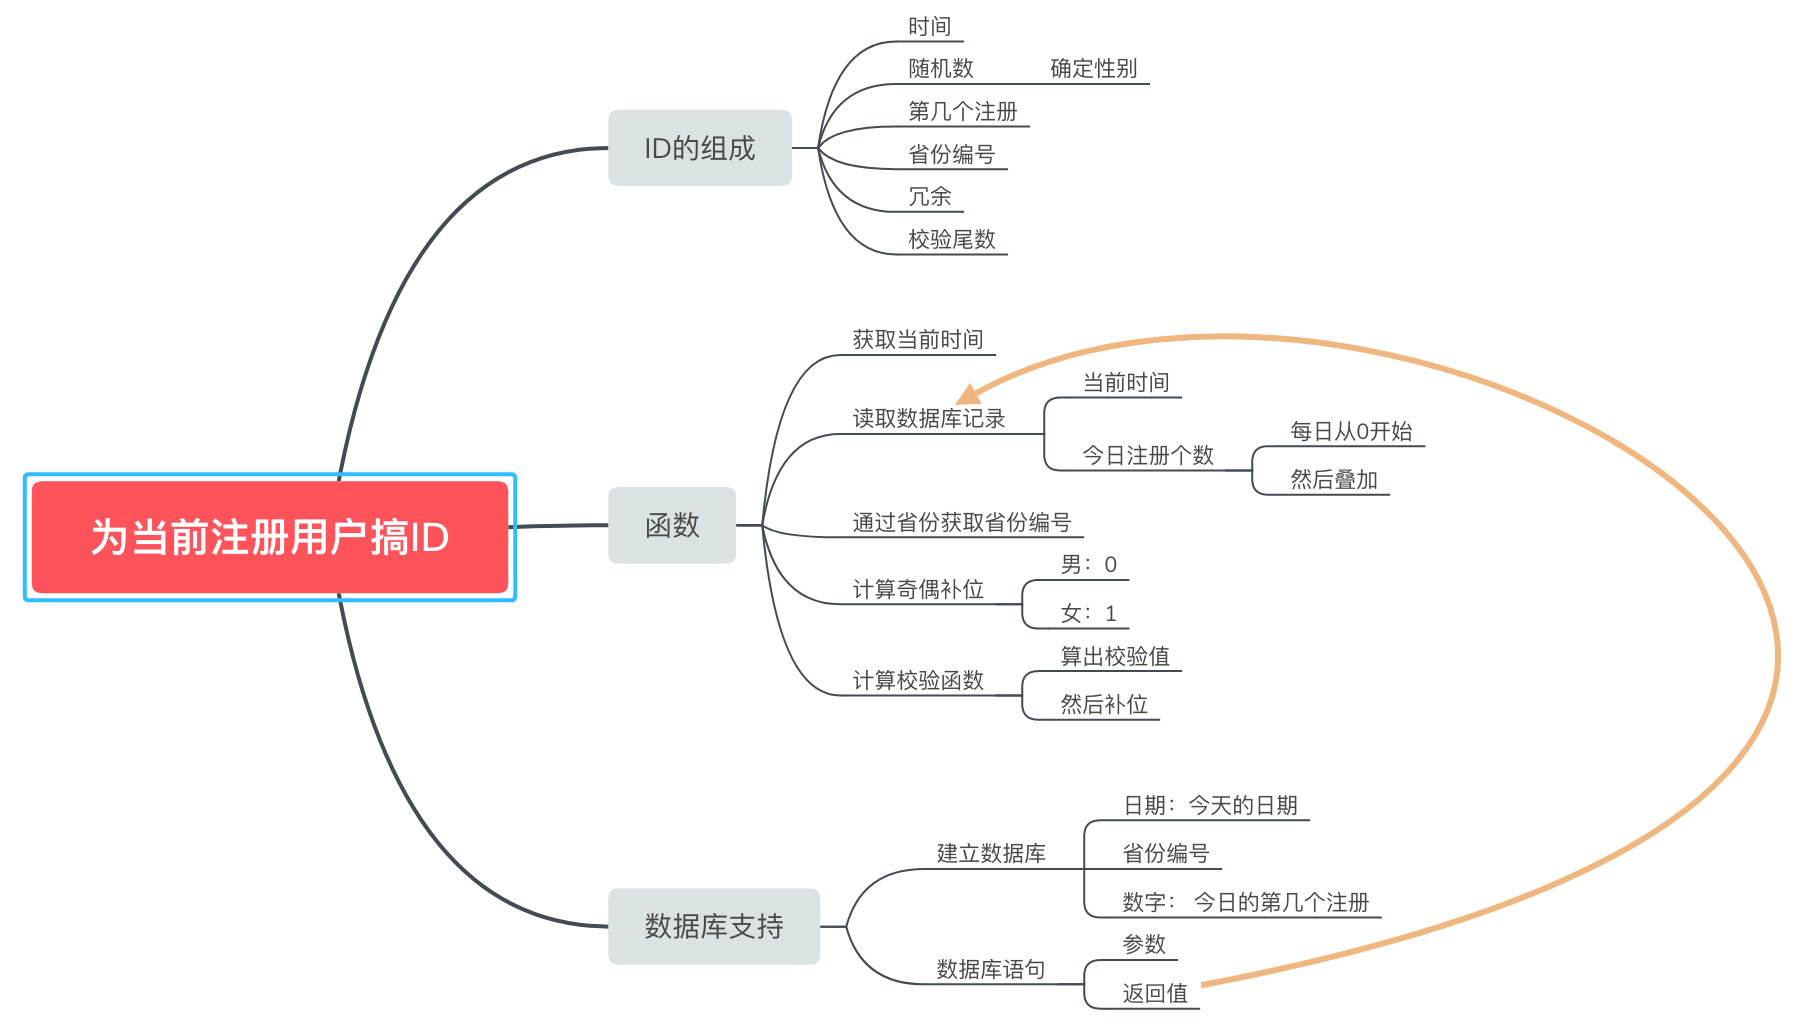 为当前注册用户搞ID
ID的组成
时间
随机数
确定性别
第几个注册
省份编号
冗余
校验尾数
函数
获取当前时间
读取数据库记录
当前时间
今日注册个数
每日从0开始
然后叠加
通过省份获取省份编号
计算奇偶补位
男：0
女：1
计算校验函数
算出校验值
然后补位
数据库支持
建立数据库
日期：今天的日期
省份编号
数字： 今日的第几个注册
数据库语句
参数
返回值